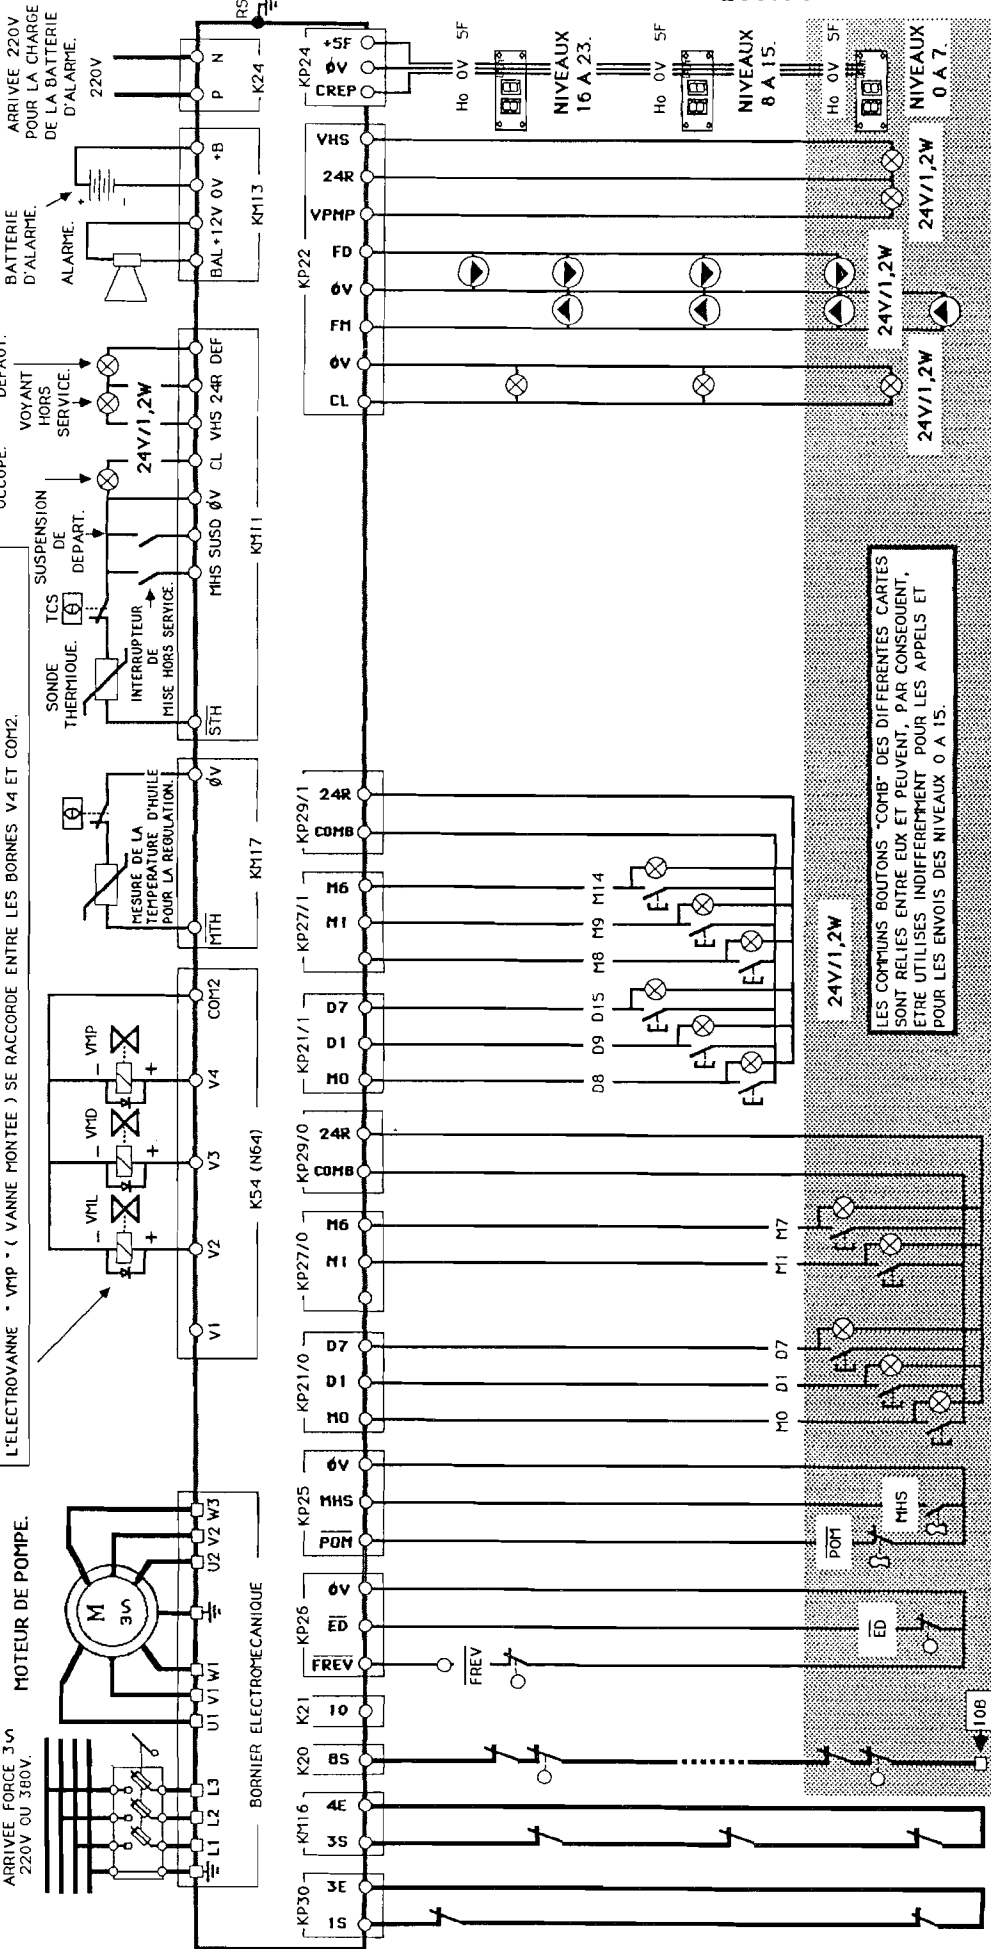 ARRIVEE FORCE 3∿
220V OU 380V.
MOTEUR DE POMPE.
M
3∿
L1
L2
L3
U1
V1
W1
U2
V2
W3
BORNIER ELECTROMECANIQUE
L'ELECTROVANNE " VMP " ( VANNE MONTEE ) SE RACCORDE ENTRE LES BORNES V4 ET COM2.
- VML
- VMD
- VMP
+
+
+
V1
V2
V3
V4
COM2
K54 (N64)
θ
MESURE DE LA
TEMPERATURE D'HUILE
POUR LA REGULATION.
MTH
ØV
KM17
SONDE
THERMIQUE.
TCS
θ
INTERRUPTEUR
DE
MISE HORS SERVICE.
SUSPENSION
DE
DEPART.
OCCUPE.
VOYANT
HORS
SERVICE.
DEFAUT.
24V/1,2W
STH
MHS
SUSD
ØV
CL
VHS
24R
DEF
KM11
BATTERIE
D'ALARME.
ALARME.
+
-
BAL
+12V
0V
+B
KM13
ARRIVEE 220V
POUR LA CHARGE
DE LA BATTERIE
D'ALARME.
220V
P
N
K24
RS
KP30
1S
3E
KM16
3S
4E
K20
8S
K21
10
KP26
FREV
ED
ØV
KP25
POM
MHS
ØV
KP21/0
M0
D1
D7
KP27/0
M1
M6
KP29/0
COMB
24R
KP21/1
M0
D1
D7
KP27/1
M1
M6
KP29/1
COMB
24R
KP22
CL
ØV
FM
ØV
FD
VPMP
24R
VHS
KP24
CREP
ØV
+5F
FREV
ED
POM
MHS
M0
D1
D7
M1
M7
D8
D9
D15
M8
M9
M14
24V/1,2W
108
LES COMMUNS BOUTONS "COMB" DES DIFFERENTES CARTES
SONT RELIES ENTRE EUX ET PEUVENT, PAR CONSEQUENT,
ETRE UTILISES INDIFFEREMMENT POUR LES APPELS ET
POUR LES ENVOIS DES NIVEAUX 0 A 15.
24V/1,2W
24V/1,2W
24V/1,2W
Ho 0V 5F
NIVEAUX
16 A 23.
Ho 0V 5F
NIVEAUX
8 A 15.
Ho 0V 5F
NIVEAUX
0 A 7.